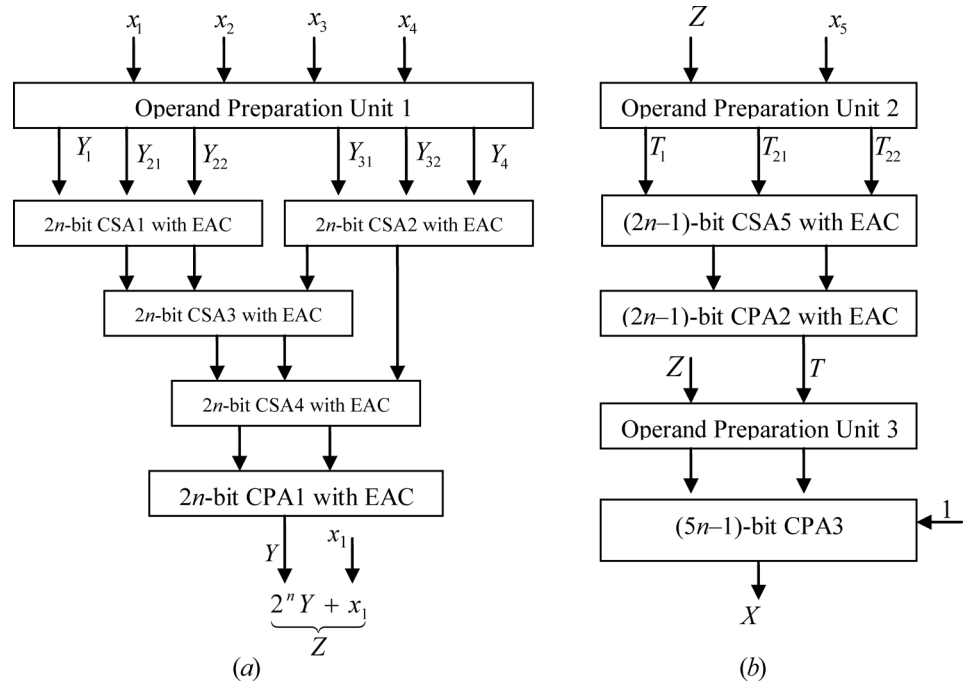 x₁ x₂ x₃ x₄
Operand Preparation Unit 1
Y₁ Y₂₁ Y₂₂ Y₃₁ Y₃₂ Y₄
2n-bit CSA1 with EAC
2n-bit CSA2 with EAC
2n-bit CSA3 with EAC
2n-bit CSA4 with EAC
2n-bit CPA1 with EAC
Y x₁
2ⁿY + x₁
Z
(a)
Z x₅
Operand Preparation Unit 2
T₁ T₂₁ T₂₂
(2n–1)-bit CSA5 with EAC
(2n–1)-bit CPA2 with EAC
Z T
Operand Preparation Unit 3
(5n–1)-bit CPA3
1
X
(b)